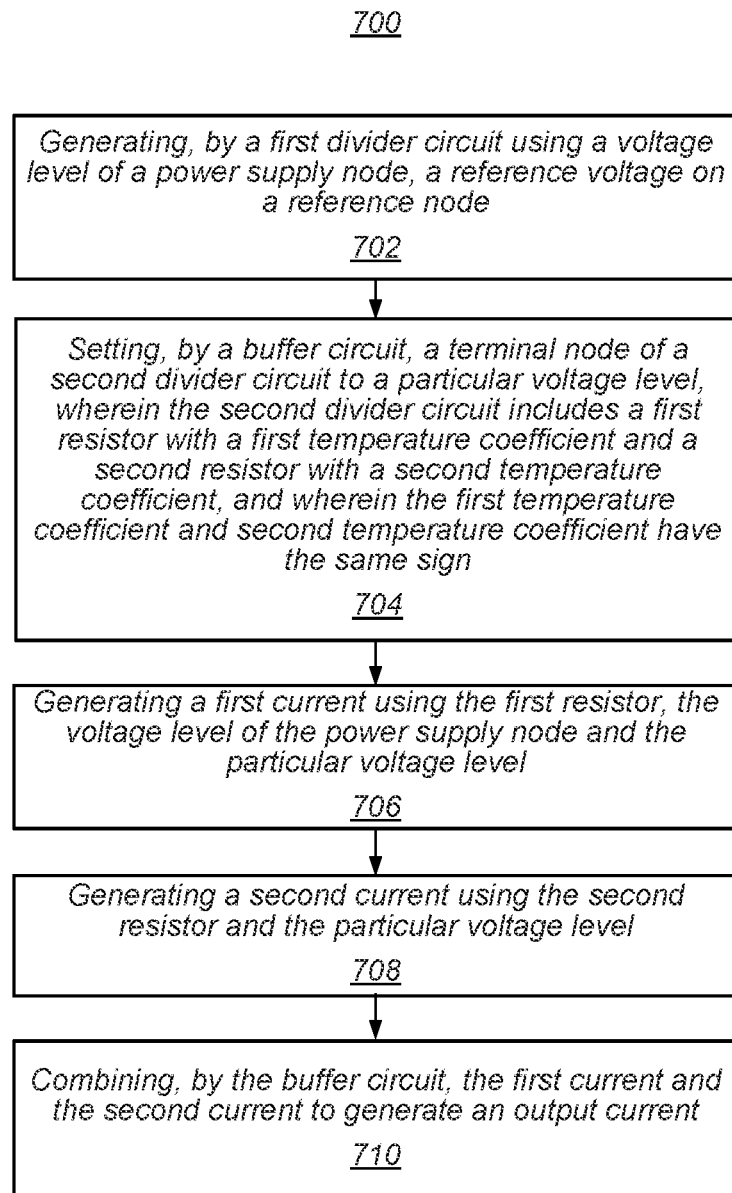 700
Generating, by a first divider circuit using a voltage
level of a power supply node, a reference voltage on
a reference node
702
Setting, by a buffer circuit, a terminal node of a
second divider circuit to a particular voltage level,
wherein the second divider circuit includes a first
resistor with a first temperature coefficient and a
second resistor with a second temperature
coefficient, and wherein the first temperature
coefficient and second temperature coefficient have
the same sign
704
Generating a first current using the first resistor, the
voltage level of the power supply node and the
particular voltage level
706
Generating a second current using the second
resistor and the particular voltage level
708
Combining, by the buffer circuit, the first current and
the second current to generate an output current
710